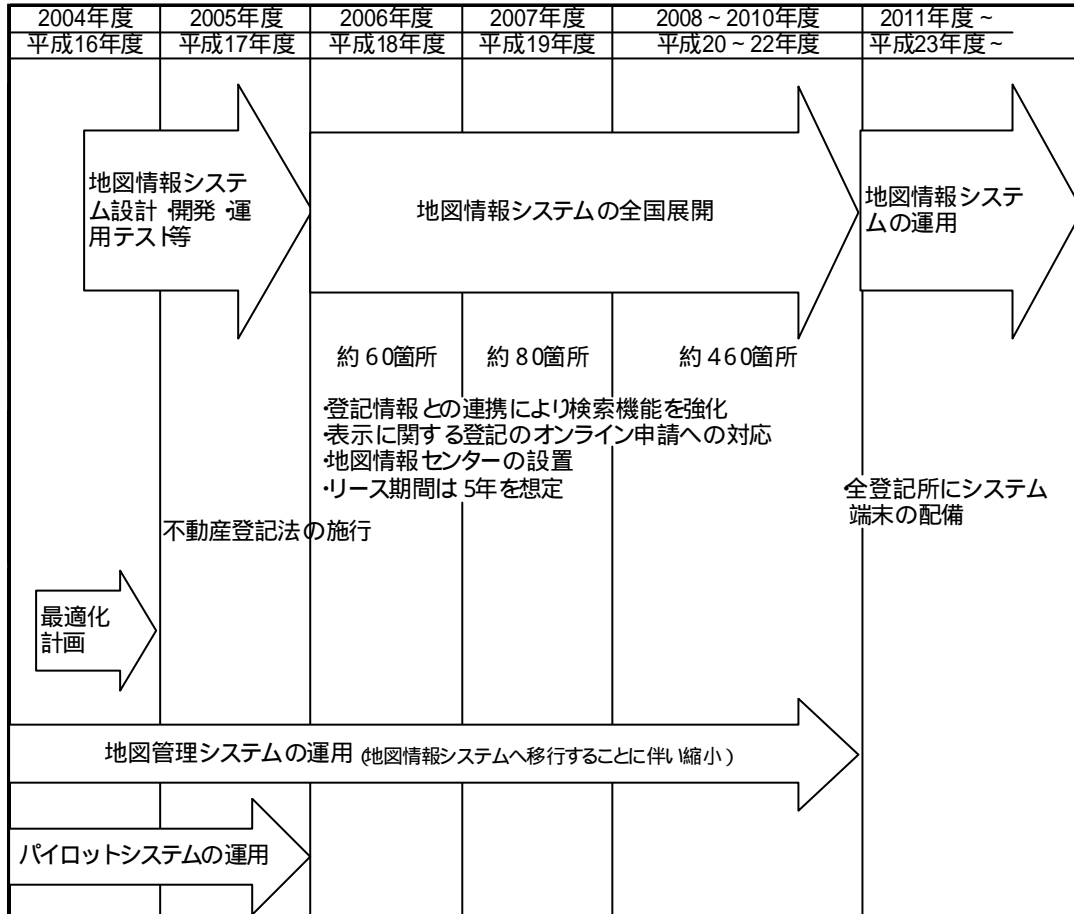 2004年度 2005年度 2006年度 2007年度 2008~2010年度 2011年度~
平成16年度 平成17年度 平成18年度 平成19年度 平成20~22年度 平成23年度~
地図情報システ
ム設計・開発・運
用テスト等
地図情報システムの全国展開
地図情報システ
ムの運用
約60箇所 約80箇所 約460箇所
・登記情報との連携により検索機能を強化
・表示に関する登記のオンライン申請への対応
・地図情報センターの設置
・リース期間は5年を想定
・全登記所にシステム
端末の配備
不動産登記法の施行
最適化
計画
地図管理システムの運用(地図情報システムへ移行することに伴い縮小)
パイロットシステムの運用